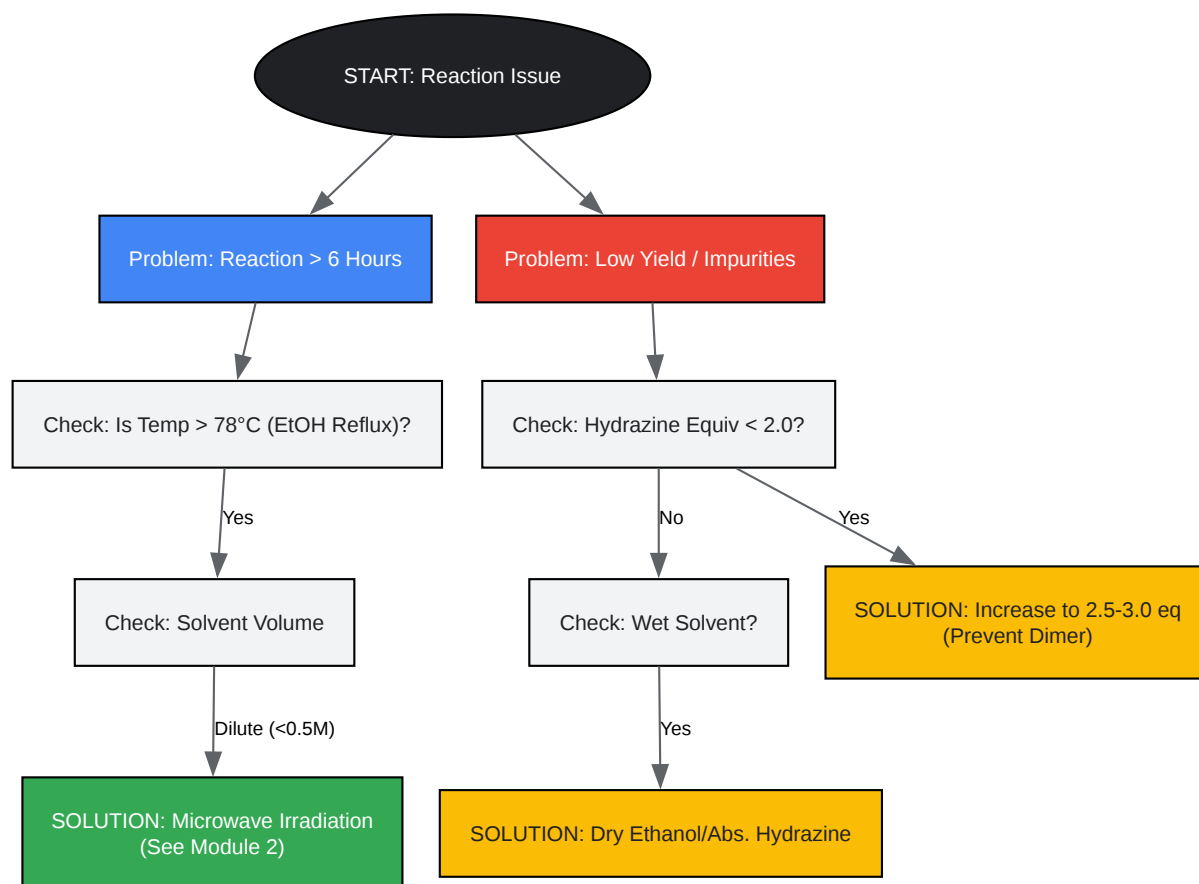 START: Reaction Issue
Problem: Reaction > 6 Hours
Problem: Low Yield / Impurities
Check: Is Temp > 78°C (EtOH Reflux)?
Check: Hydrazine Equiv < 2.0?
Yes
No
Yes
Check: Solvent Volume
Check: Wet Solvent?
SOLUTION: Increase to 2.5-3.0 eq
(Prevent Dimer)
Dilute (<0.5M)
Yes
SOLUTION: Microwave Irradiation
(See Module 2)
SOLUTION: Dry Ethanol/Abs. Hydrazine